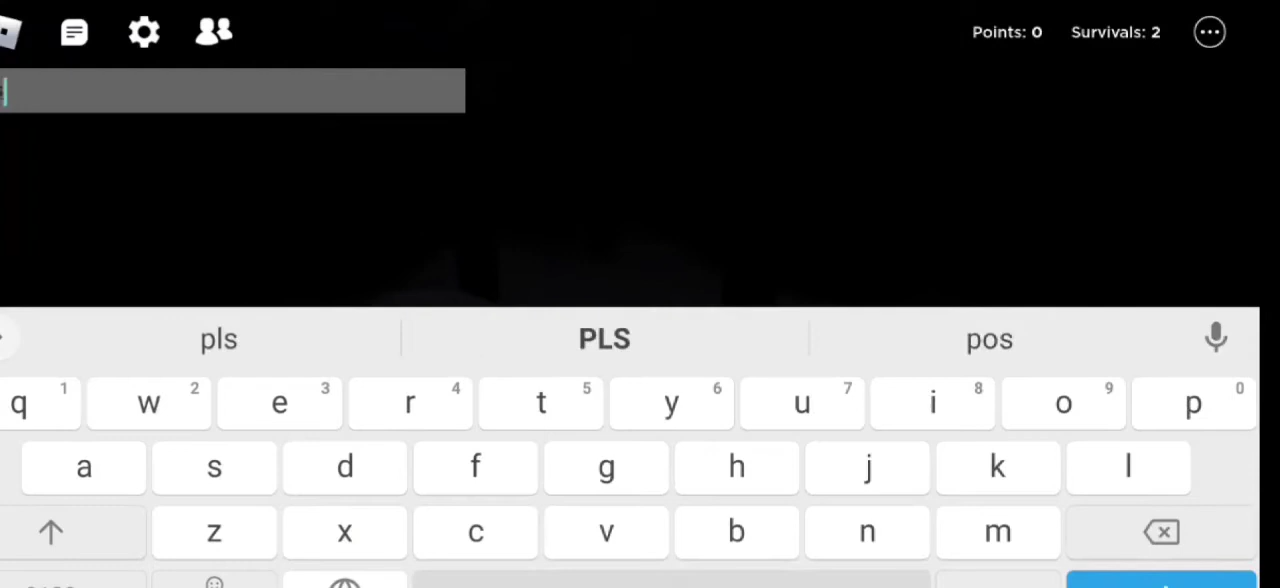 Points: 0 Survivals: 2
pls PLS pos
q 1 w 2 e 3 r 4 t 5 y 6 u 7 i 8 o 9 p 0
a s d f g h j k l
z x c v b n m